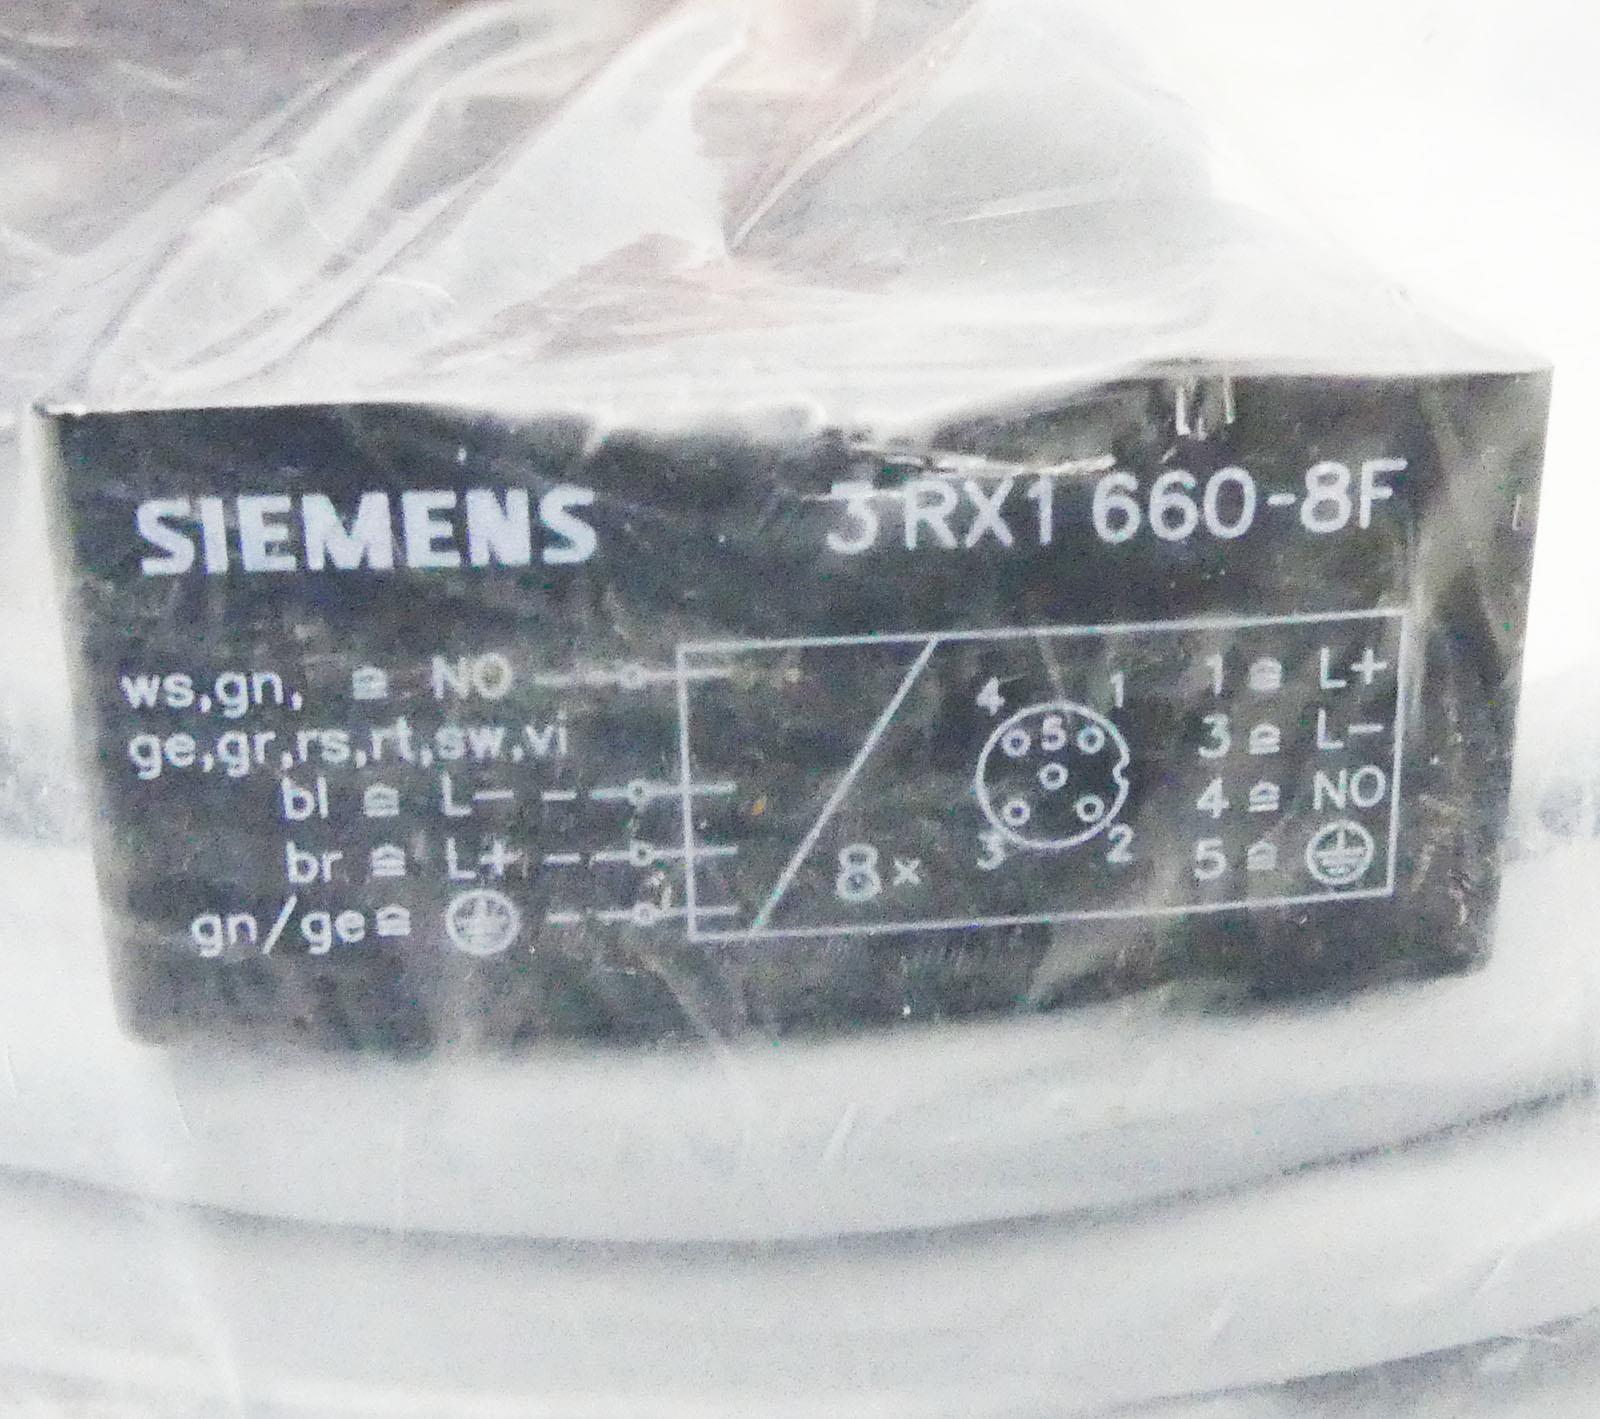 SIEMENS 3RX1 660-8F
ws,gn, ≙ NO
ge,gr,rs,rt,sw,vi
bl ≙ L-
br ≙ L+
gn/ge ≙ ⏚
8x
4 1
5
3 2
1 ≙ L+
3 ≙ L-
4 ≙ NO
5 ≙ ⏚